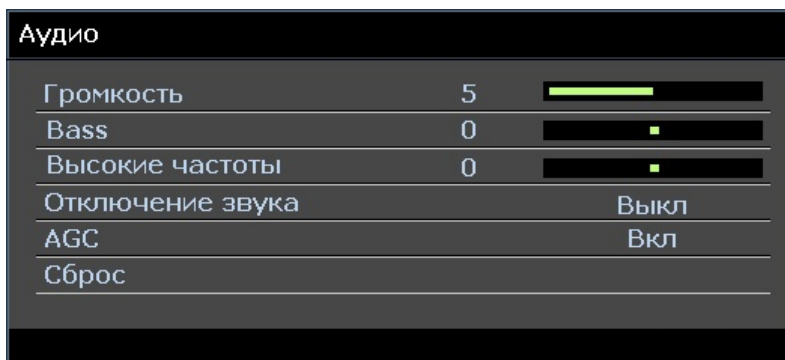 Аудио
Громкость 5
Bass 0
Высокие частоты 0
Отключение звука Выкл
AGC Вкл
Сброс